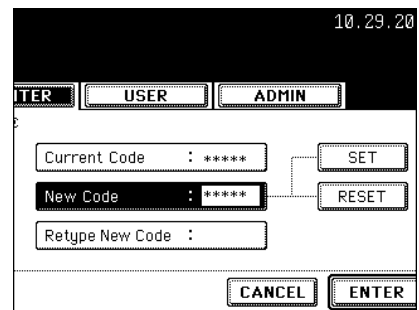 10.29.20
TER USER ADMIN
Current Code : ***** SET
New Code : ***** RESET
Retype New Code :
CANCEL ENTER